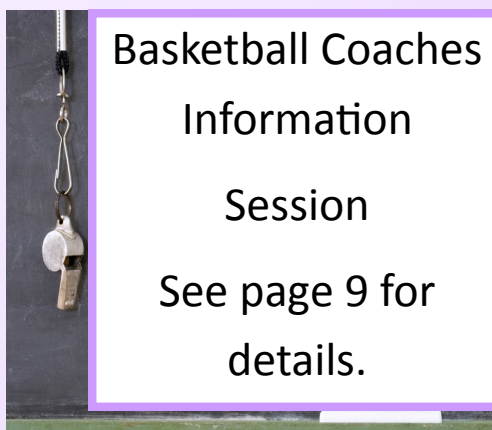 Basketball Coaches
Information
Session
See page 9 for
details.